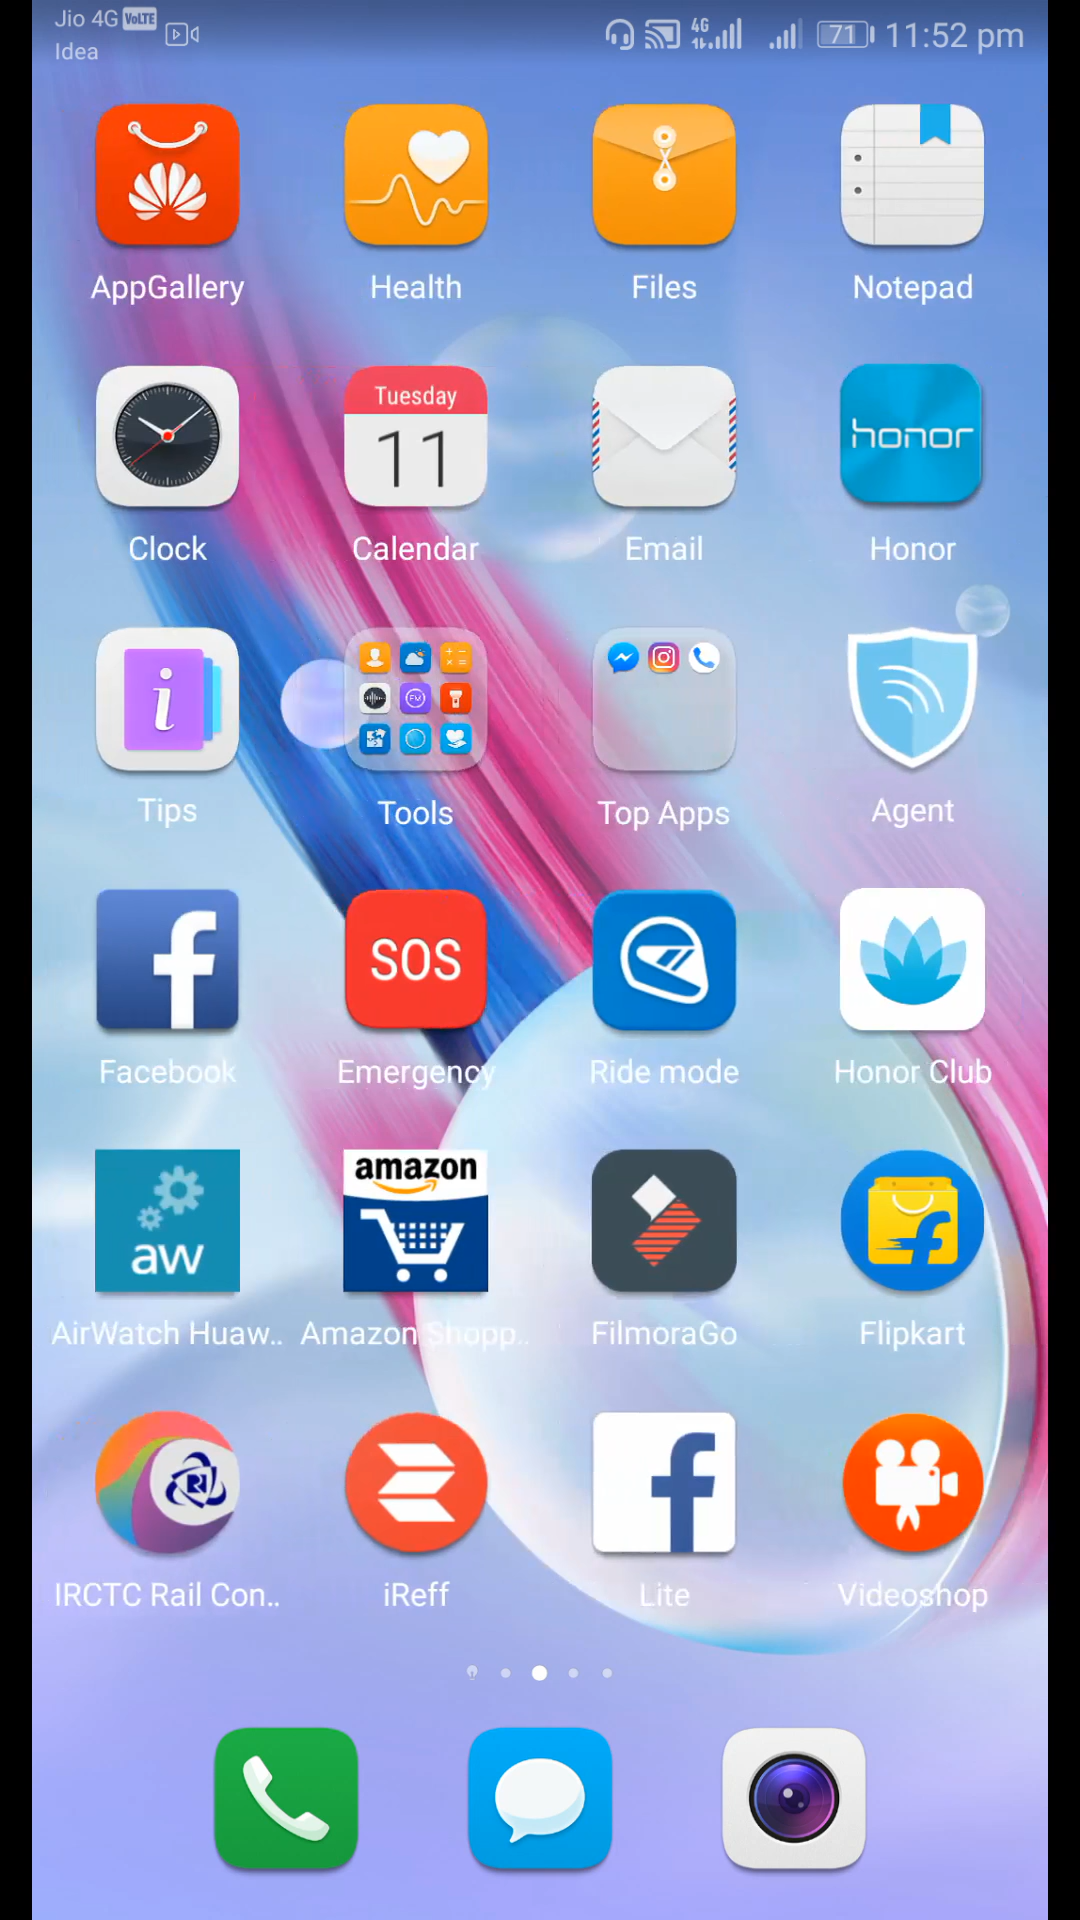 Jio 4G VoLTE
Idea
4G
71 11:52 pm
AppGallery Health Files Notepad
Tuesday
11
honor
Clock Calendar Email Honor
i
FM
Tips Tools Top Apps Agent
f SOS
Facebook Emergency Ride mode Honor Club
aw amazon f
AirWatch Huaw.. Amazon Shopp.. FilmoraGo Flipkart
f
IRCTC Rail Con.. iReff Lite Videoshop